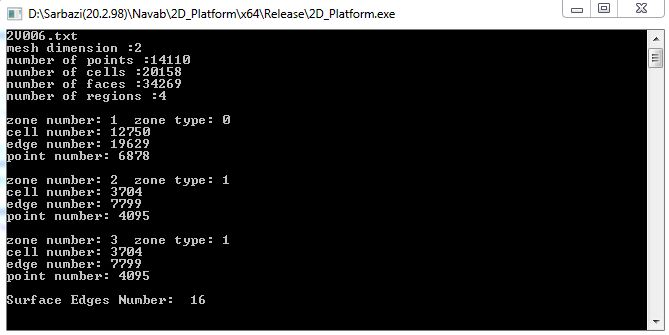 D:\Sarbazi(20.2.98)\Navab\2D_Platform\x64\Release\2D_Platform.exe
2V006.txt
mesh dimension :2
number of points :14110
number of cells :20158
number of faces :34269
number of regions :4
zone number: 1  zone type: 0
cell number: 12750
edge number: 19629
point number: 6878
zone number: 2  zone type: 1
cell number: 3704
edge number: 7799
point number: 4095
zone number: 3  zone type: 1
cell number: 3704
edge number: 7799
point number: 4095
Surface Edges Number:  16